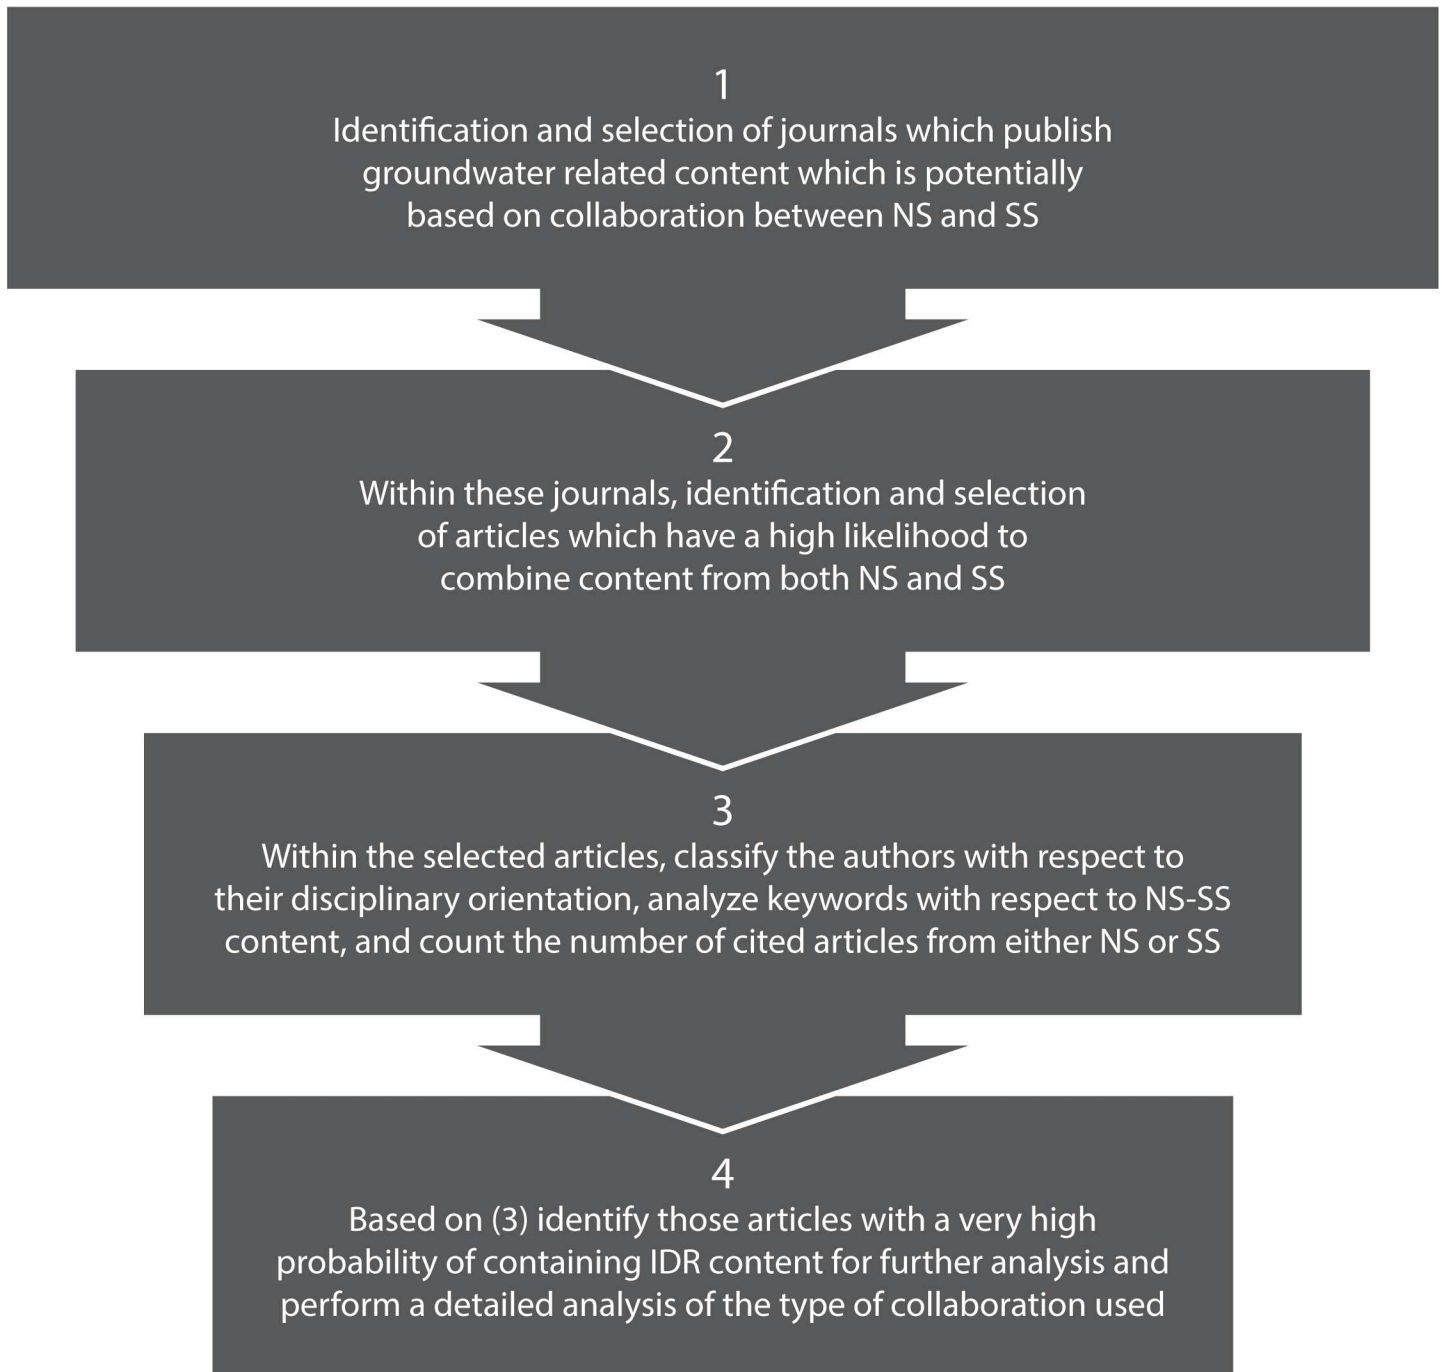 1
Identification and selection of journals which publish
groundwater related content which is potentially
based on collaboration between NS and SS
2
Within these journals, identification and selection
of articles which have a high likelihood to
combine content from both NS and SS
3
Within the selected articles, classify the authors with respect to
their disciplinary orientation, analyze keywords with respect to NS-SS
content, and count the number of cited articles from either NS or SS
4
Based on (3) identify those articles with a very high
probability of containing IDR content for further analysis and
perform a detailed analysis of the type of collaboration used